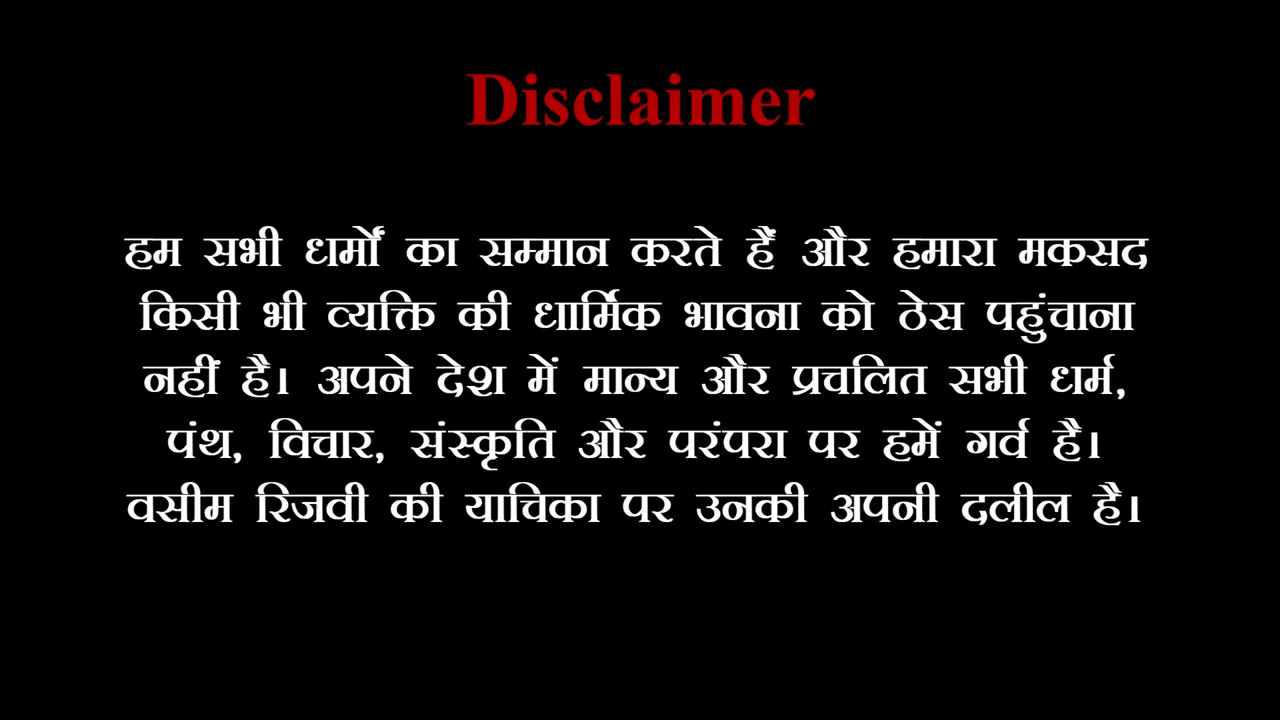 Disclaimer
हम सभी धर्मों का सम्मान करते हैं और हमारा मकसद
किसी भी व्यक्ति की धार्मिक भावना को ठेस पहुंचाना
नहीं है। अपने देश में मान्य और प्रचलित सभी धर्म,
पंथ, विचार, संस्कृति और परंपरा पर हमें गर्व है।
वसीम रिजवी की याचिका पर उनकी अपनी दलील है।